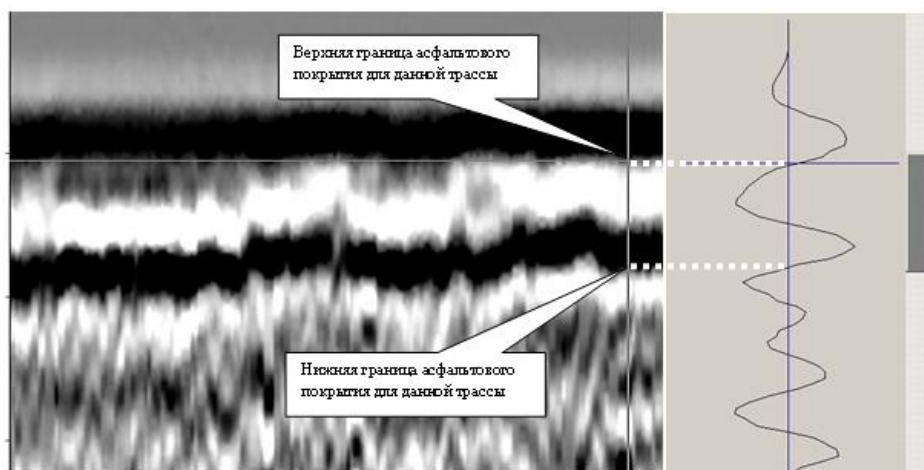 Верхняя граница асфальтового
покрытия для данной трассы
Нижняя граница асфальтового
покрытия для данной трассы